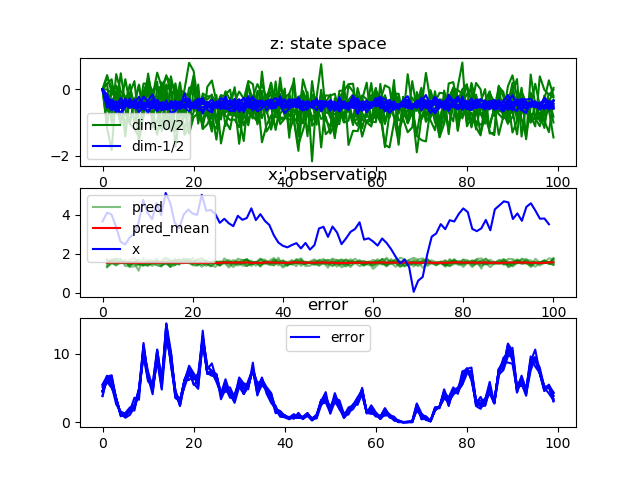 z: state space
0
−2
dim-0/2
dim-1/2
0 20 40 60 80 100
x: observation
4
2
0
pred
pred_mean
x
0 20 40 60 80 100
error
10
0
error
0 20 40 60 80 100